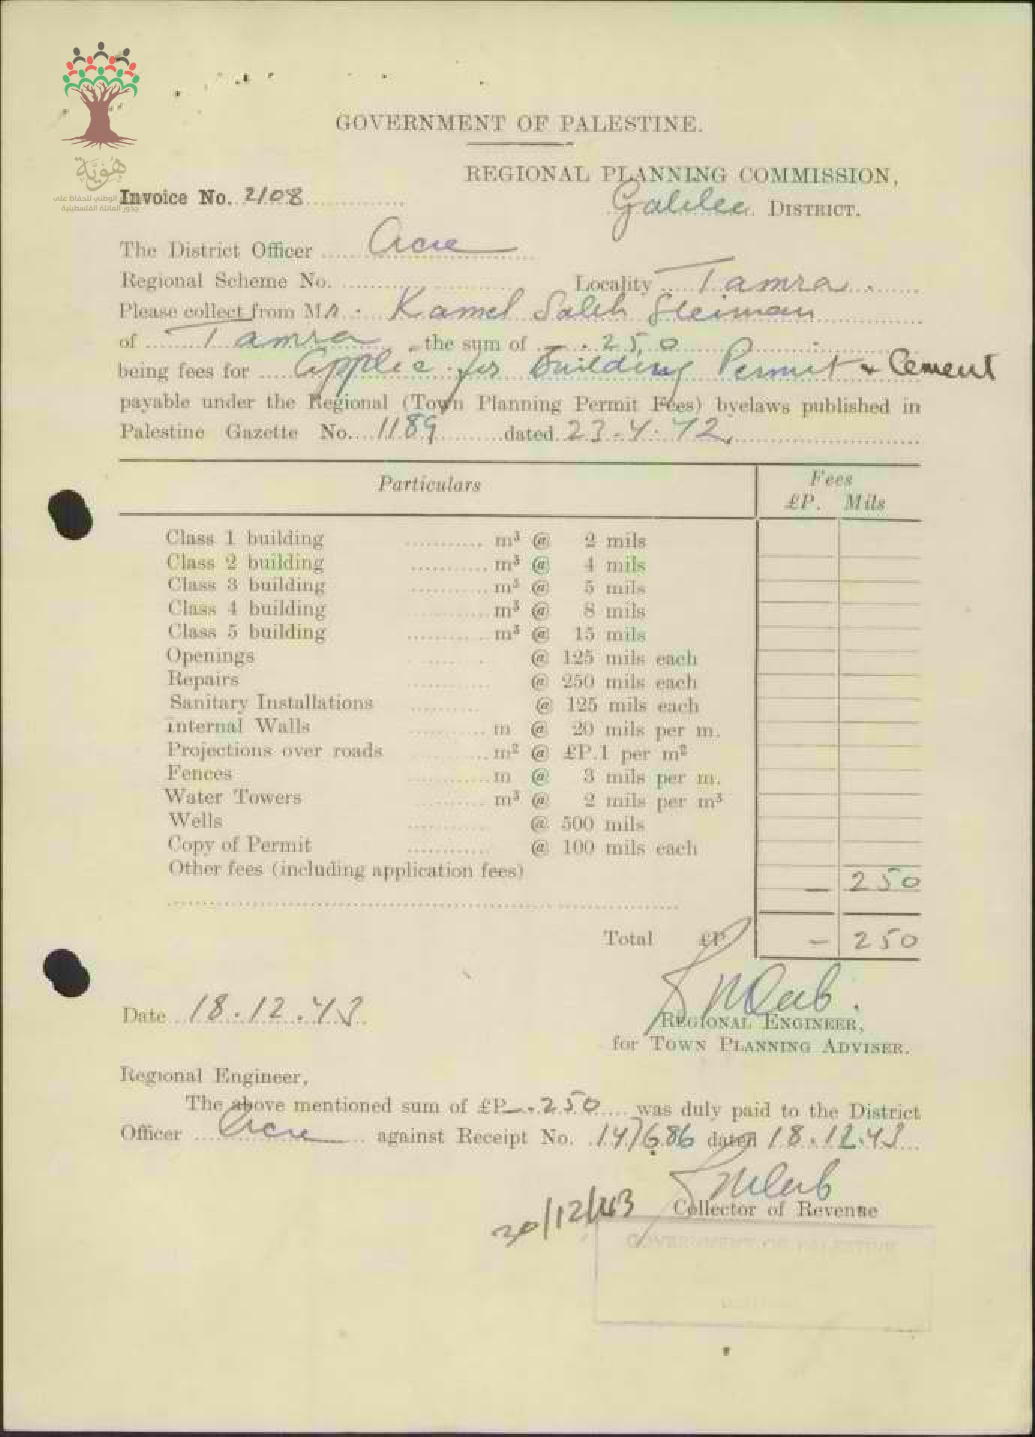 هُوِيَّة
GOVERNMENT OF PALESTINE.
REGIONAL PLANNING COMMISSION,
Invoice No. 2108
Galilee DISTRICT.
The District Officer Acre
Regional Scheme No. Locality Tamra.
Please collect from Mr. Kamel Saleh Sleiman
of Tamra the sum of —.250
being fees for Applic. for Building Permit + Cement
payable under the Regional (Town Planning Permit Fees) byelaws published in
Palestine Gazette No. 1189 dated 23.4.42.
Particulars Fees
£P. Mils
Class 1 building m³ @ 2 mils
Class 2 building m³ @ 4 mils
Class 3 building m³ @ 5 mils
Class 4 building m³ @ 8 mils
Class 5 building m³ @ 15 mils
Openings @ 125 mils each
Repairs @ 250 mils each
Sanitary Installations @ 125 mils each
Internal Walls m @ 20 mils per m.
Projections over roads m² @ £P.1 per m²
Fences m @ 3 mils per m.
Water Towers m³ @ 2 mils per m³
Wells @ 500 mils
Copy of Permit @ 100 mils each
Other fees (including application fees) — 250
Total £P — 250
Date 18.12.43
REGIONAL ENGINEER,
for TOWN PLANNING ADVISER.
Regional Engineer,
The above mentioned sum of £P —.250 was duly paid to the District
Officer Acre against Receipt No. 147686 dated 18.12.43
Collector of Revenue
20/12/43
GOVERNMENT OF PALESTINE